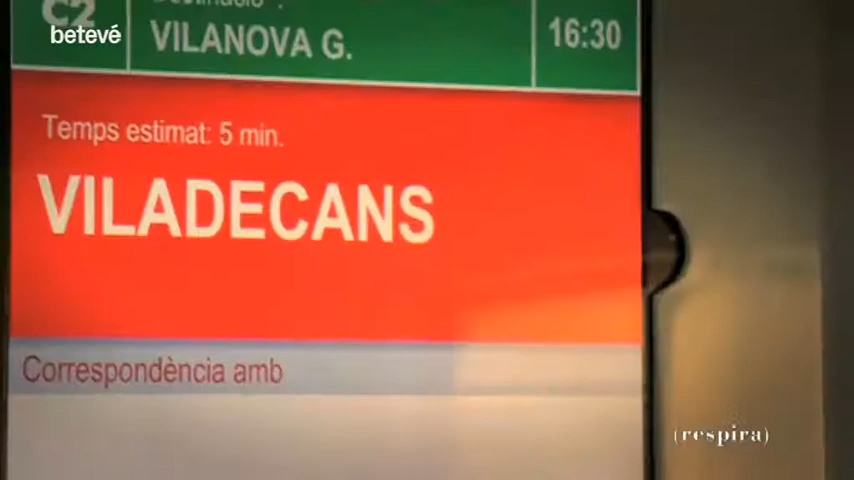 C2
betevé
VILANOVA G.
16:30
Temps estimat: 5 min.
VILADECANS
Correspondència amb
(respira)